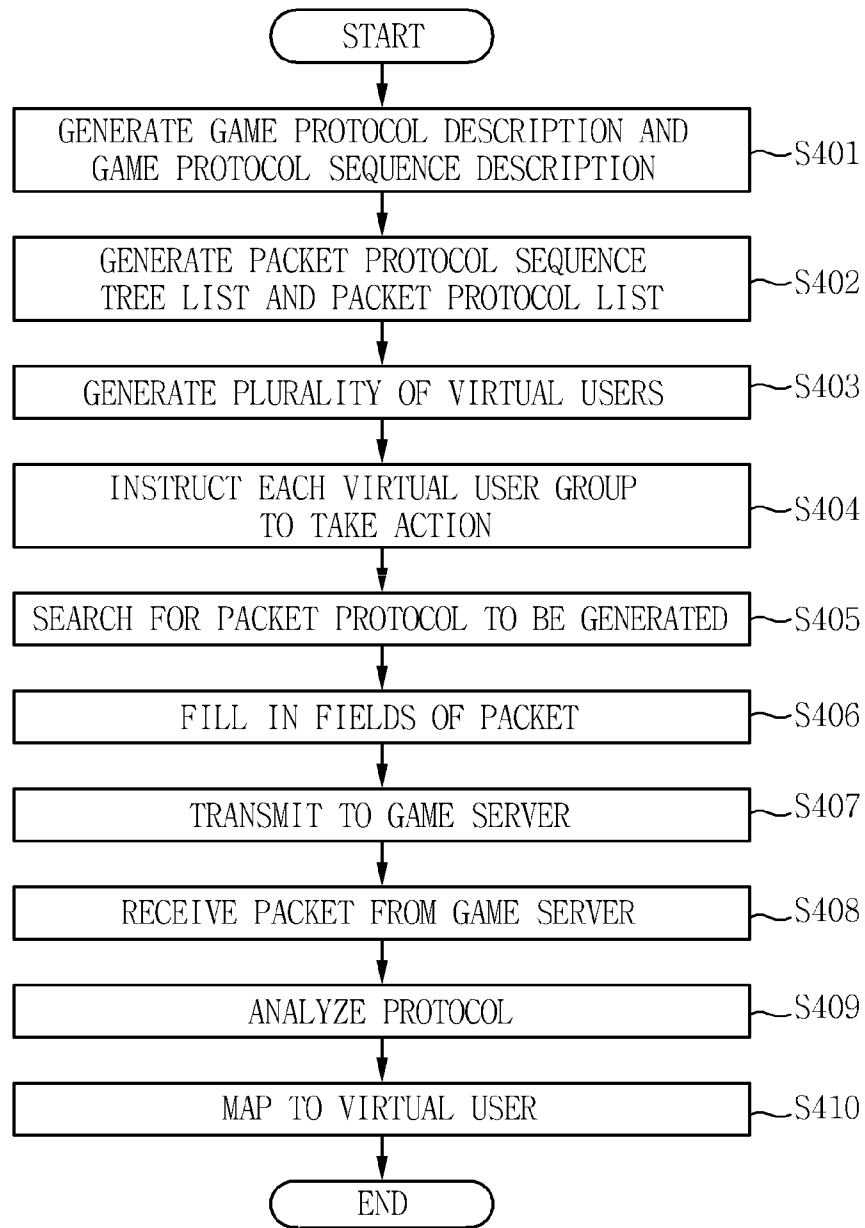 START
GENERATE GAME PROTOCOL DESCRIPTION AND
GAME PROTOCOL SEQUENCE DESCRIPTION
S401
GENERATE PACKET PROTOCOL SEQUENCE
TREE LIST AND PACKET PROTOCOL LIST
S402
GENERATE PLURALITY OF VIRTUAL USERS
S403
INSTRUCT EACH VIRTUAL USER GROUP
TO TAKE ACTION
S404
SEARCH FOR PACKET PROTOCOL TO BE GENERATED
S405
FILL IN FIELDS OF PACKET
S406
TRANSMIT TO GAME SERVER
S407
RECEIVE PACKET FROM GAME SERVER
S408
ANALYZE PROTOCOL
S409
MAP TO VIRTUAL USER
S410
END